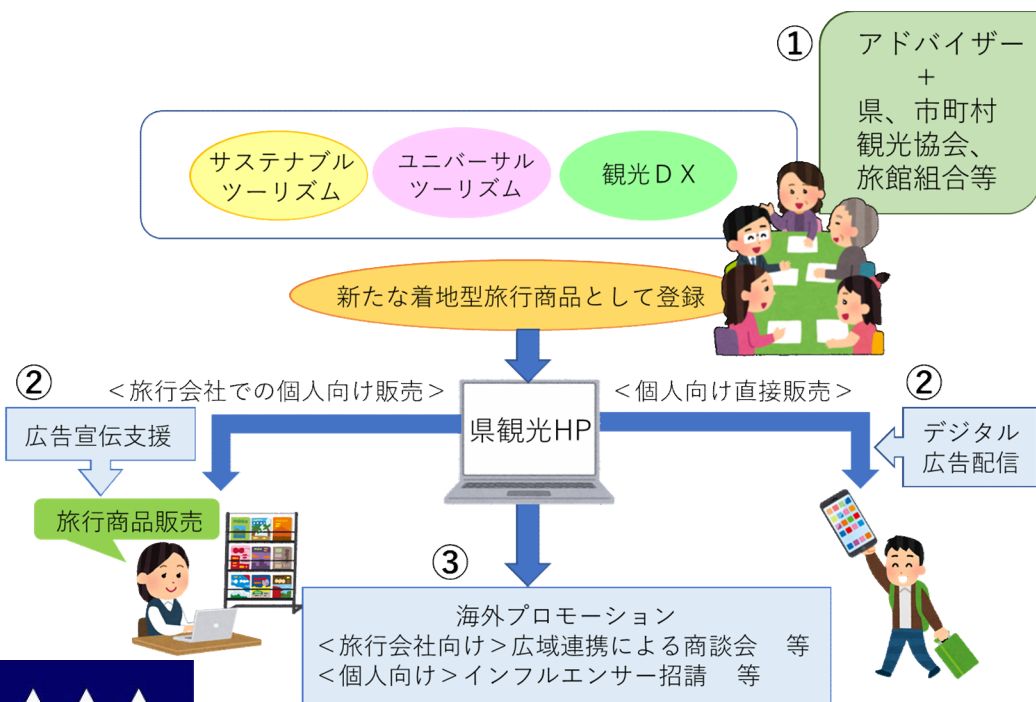 ①
アドバイザー
+
県、市町村
観光協会、
旅館組合等
サステナブル
ツーリズム
ユニバーサル
ツーリズム
観光ＤＸ
新たな着地型旅行商品として登録
②
＜旅行会社での個人向け販売＞
＜個人向け直接販売＞
②
広告宣伝支援
県観光HP
デジタル
広告配信
旅行商品販売
③
海外プロモーション
＜旅行会社向け＞広域連携による商談会　等
＜個人向け＞インフルエンサー招請　等